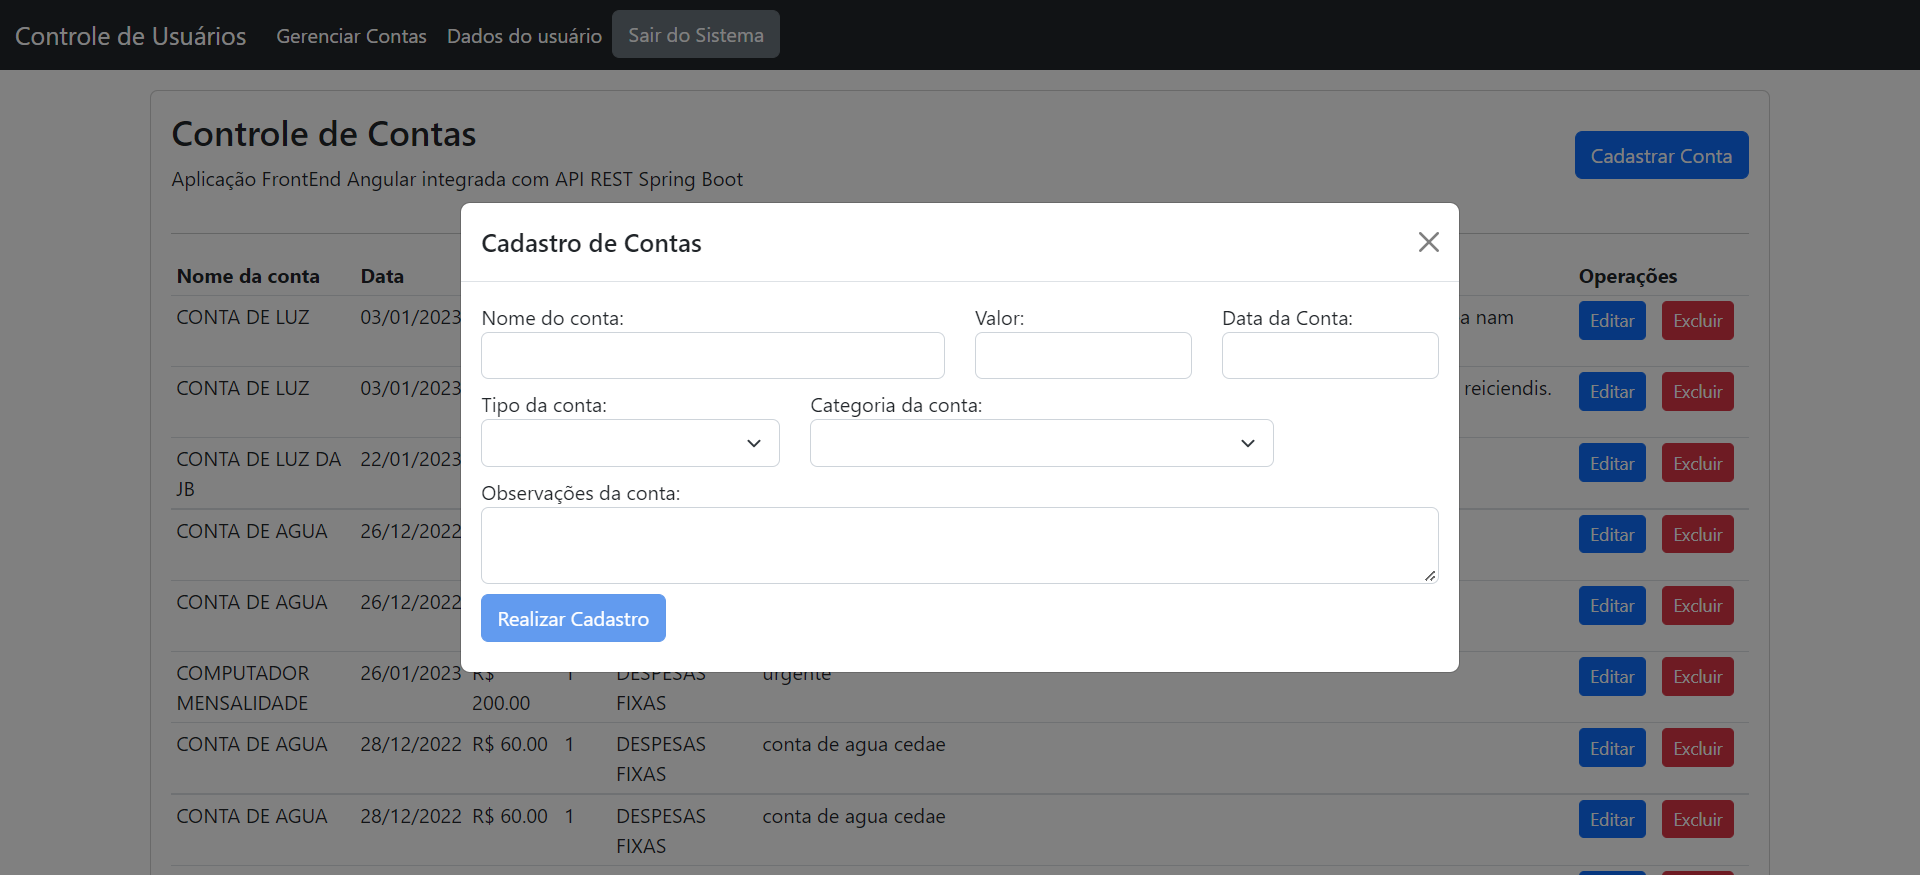 Controle de Usuários Gerenciar Contas Dados do usuário Sair do Sistema
Controle de Contas
Cadastrar Conta
Aplicação FrontEnd Angular integrada com API REST Spring Boot
Cadastro de Contas
Nome da conta Data Operações
Nome do conta: Valor: Data da Conta:
CONTA DE LUZ 03/01/2023 a nam Editar Excluir
CONTA DE LUZ 03/01/2023 reiciendis. Editar Excluir
Tipo da conta: Categoria da conta:
CONTA DE LUZ DA 22/01/2023 Editar Excluir
JB
Observações da conta:
CONTA DE AGUA 26/12/2022 Editar Excluir
CONTA DE AGUA 26/12/2022 Editar Excluir
Realizar Cadastro
COMPUTADOR 26/01/2023 R$ 1 DESPESAS urgente Editar Excluir
MENSALIDADE 200.00 FIXAS
CONTA DE AGUA 28/12/2022 R$ 60.00 1 DESPESAS conta de agua cedae Editar Excluir
FIXAS
CONTA DE AGUA 28/12/2022 R$ 60.00 1 DESPESAS conta de agua cedae Editar Excluir
FIXAS